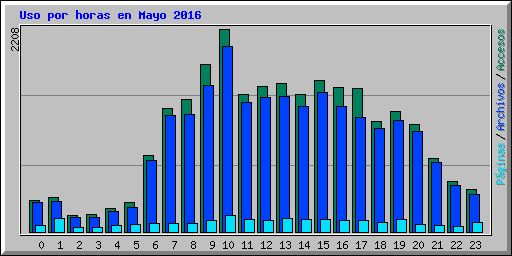 Uso por horas en Mayo 2016
2208
Páginas / Archivos / Accesos
0 1 2 3 4 5 6 7 8 9 10 11 12 13 14 15 16 17 18 19 20 21 22 23